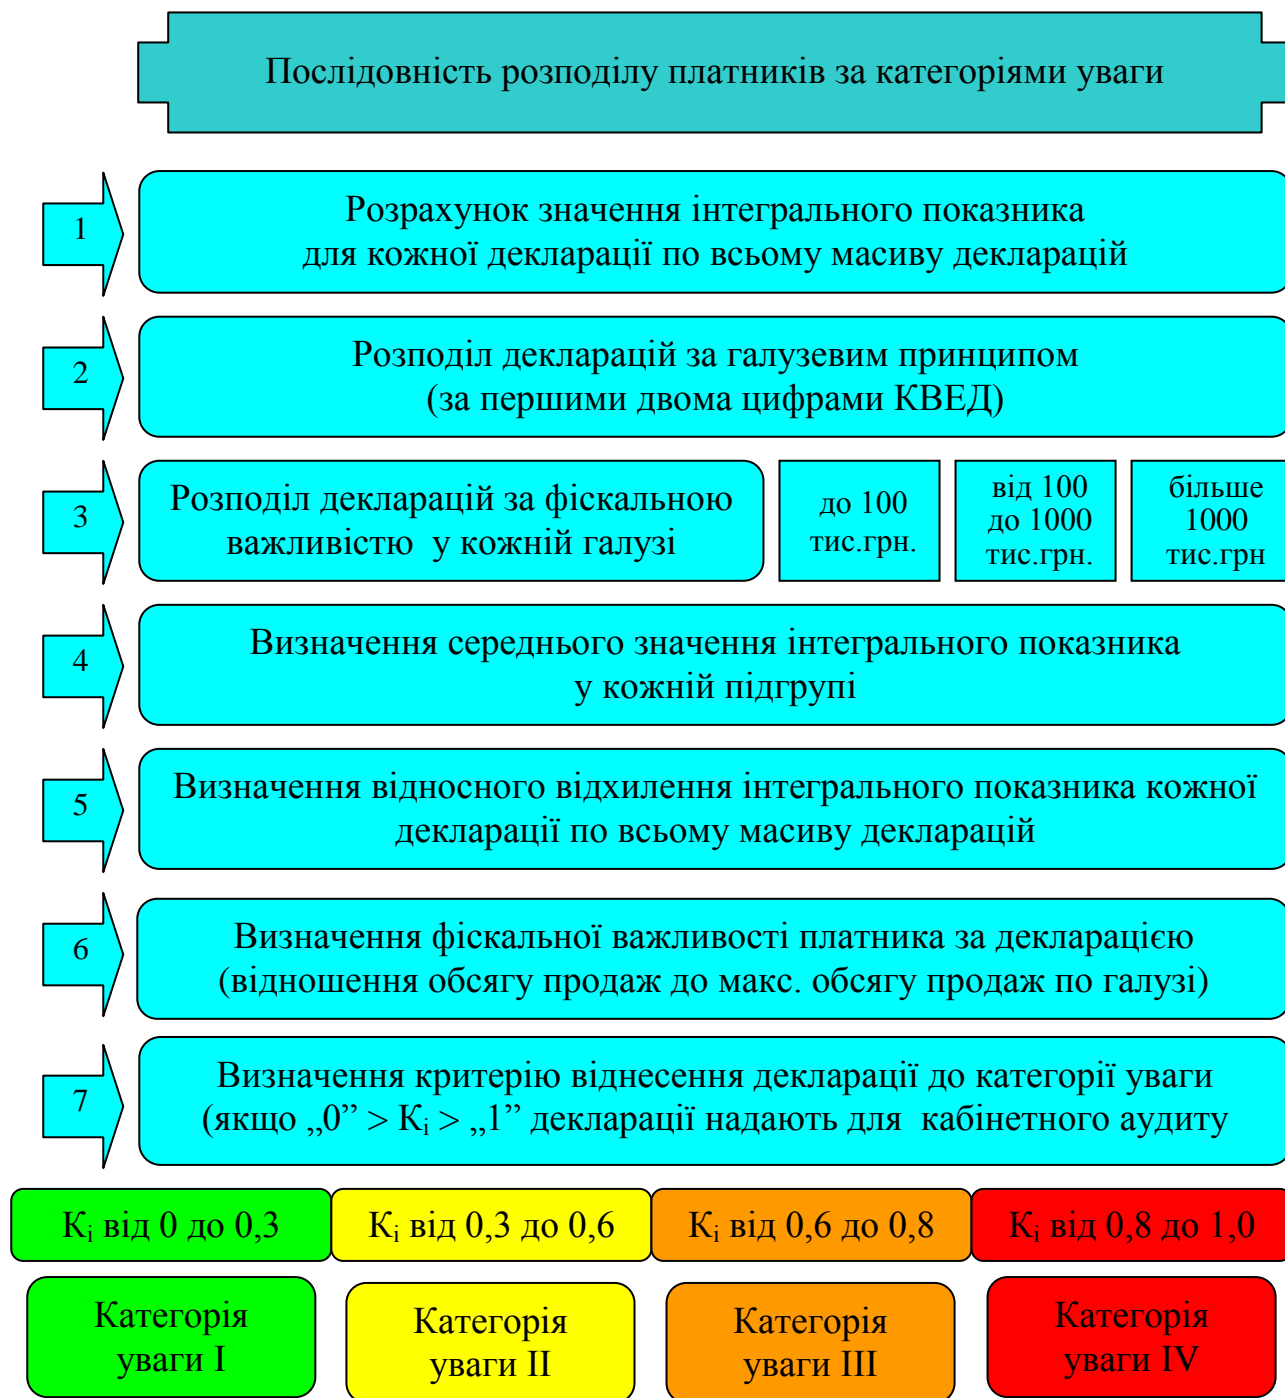 Послідовність розподілу платників за категоріями уваги
1
Розрахунок значення інтегрального показника
для кожної декларації по всьому масиву декларацій
2
Розподіл декларацій за галузевим принципом
(за першими двома цифрами КВЕД)
3
Розподіл декларацій за фіскальною
важливістю у кожній галузі
до 100
тис.грн.
від 100
до 1000
тис.грн.
більше
1000
тис.грн
4
Визначення середнього значення інтегрального показника
у кожній підгрупі
5
Визначення відносного відхилення інтегрального показника кожної
декларації по всьому масиву декларацій
6
Визначення фіскальної важливості платника за декларацією
(відношення обсягу продаж до макс. обсягу продаж по галузі)
7
Визначення критерію віднесення декларації до категорії уваги
(якщо „0” > Kᵢ > „1” декларації надають для кабінетного аудиту
Kᵢ від 0 до 0,3
Kᵢ від 0,3 до 0,6
Kᵢ від 0,6 до 0,8
Kᵢ від 0,8 до 1,0
Категорія
уваги I
Категорія
уваги II
Категорія
уваги III
Категорія
уваги IV